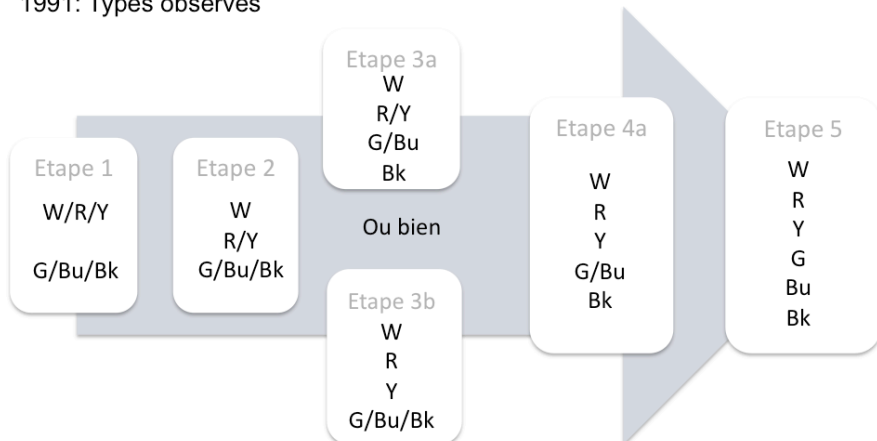 1991: Types observés
Etape 1
W/R/Y
G/Bu/Bk
Etape 2
W
R/Y
G/Bu/Bk
Etape 3a
W
R/Y
G/Bu
Bk
Ou bien
Etape 3b
W
R
Y
G/Bu/Bk
Etape 4a
W
R
Y
G/Bu
Bk
Etape 5
W
R
Y
G
Bu
Bk